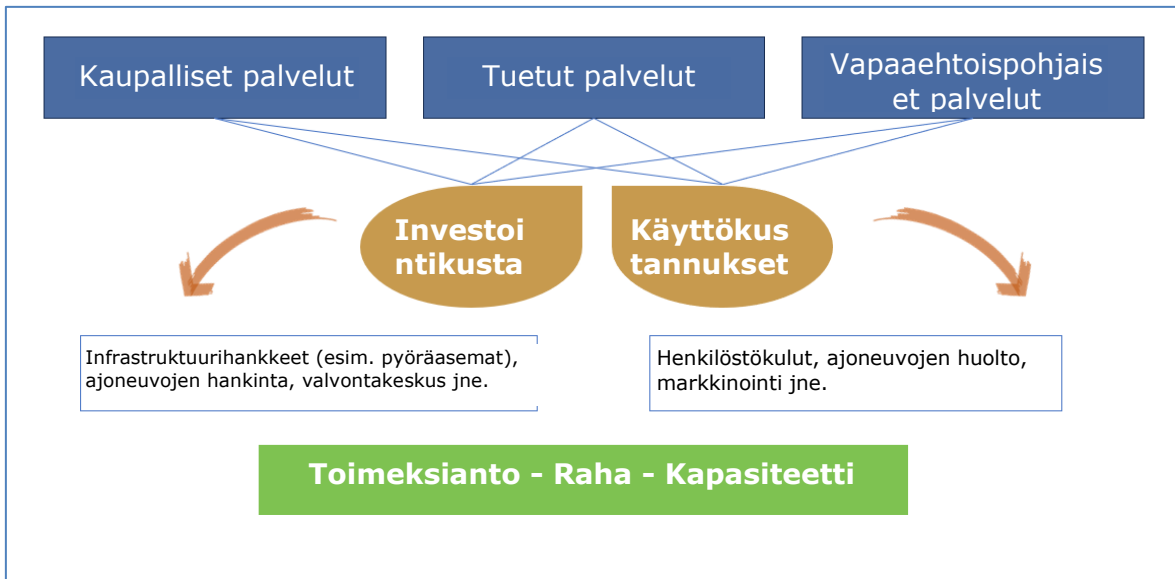 Kaupalliset palvelut
Tuetut palvelut
Vapaaehtoispohjais
et palvelut
Investoi
ntikusta
Käyttökus
tannukset
Infrastruktuurihankkeet (esim. pyöräasemat),
ajoneuvojen hankinta, valvontakeskus jne.
Henkilöstökulut, ajoneuvojen huolto,
markkinointi jne.
Toimeksianto - Raha - Kapasiteetti